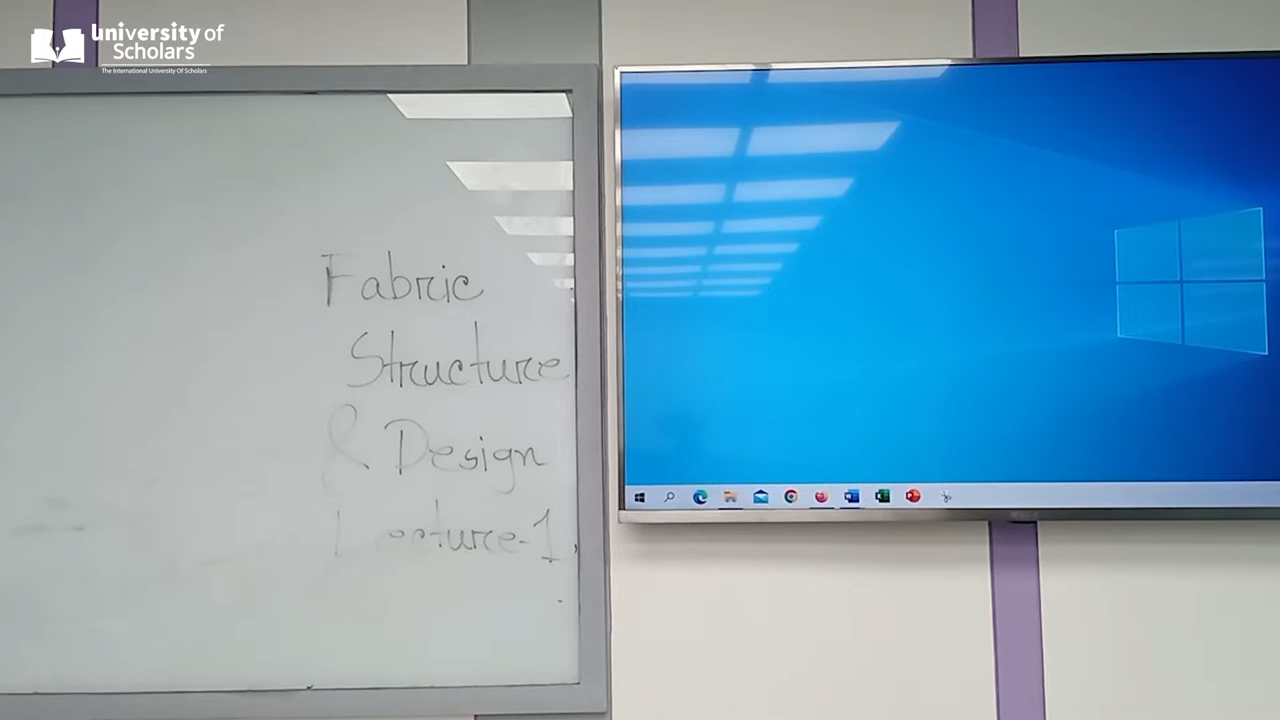 University of
Scholars
The International University Of Scholars
Fabric
Structure
& Design
Lecture-1